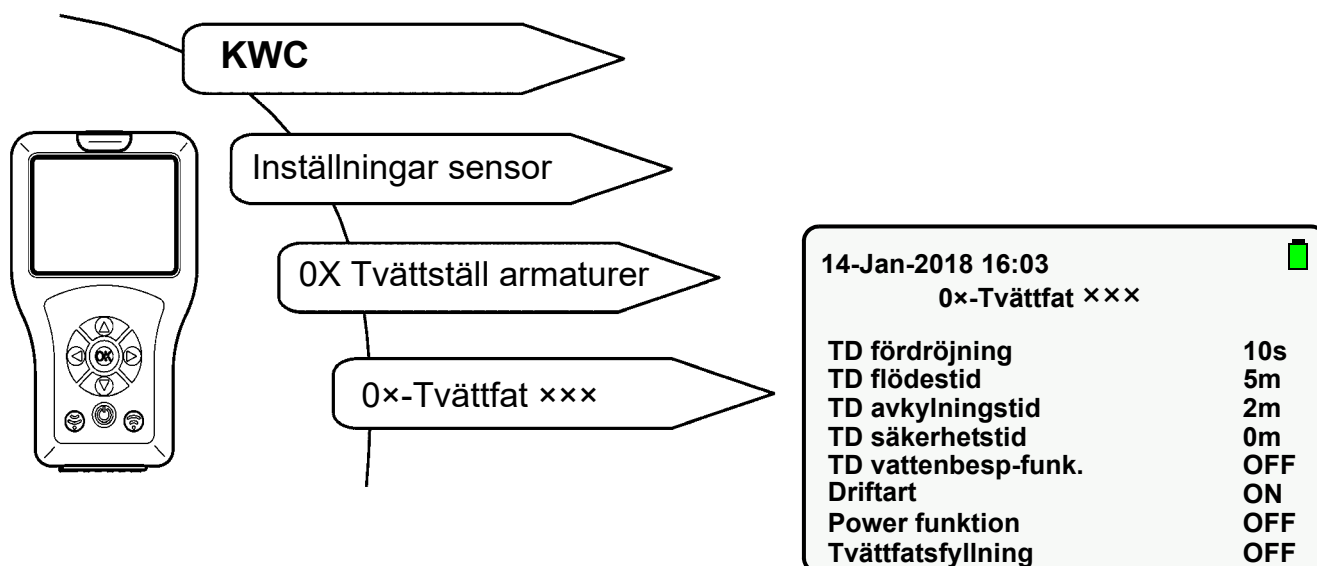 KWC
Inställningar sensor
0X Tvättställ armaturer
0×-Tvättfat ×××
OK
14-Jan-2018 16:03
0×-Tvättfat ×××
TD fördröjning 10s
TD flödestid 5m
TD avkylningstid 2m
TD säkerhetstid 0m
TD vattenbesp-funk. OFF
Driftart ON
Power funktion OFF
Tvättfatsfyllning OFF